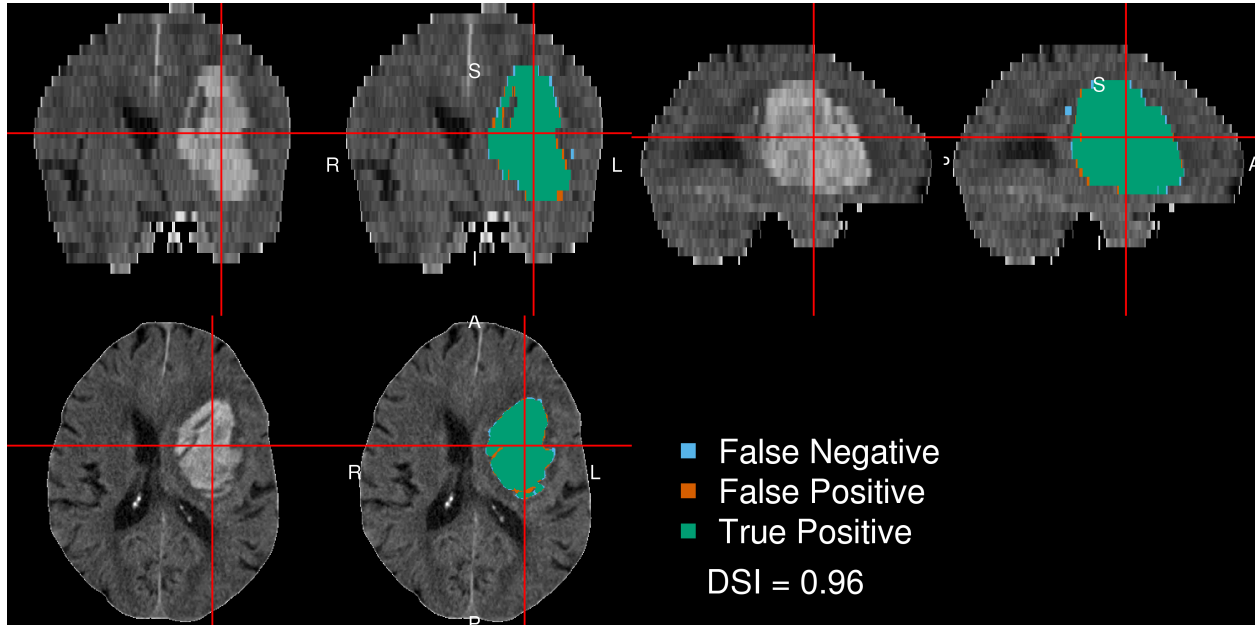 S
S
R
L
P
A
I
I
A
R
L
P
False Negative
False Positive
True Positive
DSI = 0.96